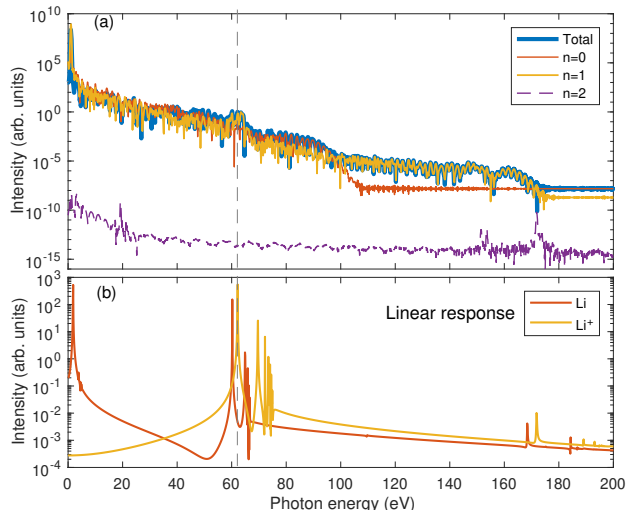 (a)
Total
n=0
n=1
n=2
Intensity (arb. units)
10^10
10^5
10^0
10^-5
10^-10
10^-15
(b)
Linear response
Li
Li^+
Intensity (arb. units)
10^3
10^2
10^1
10^0
10^-1
10^-2
10^-3
10^-4
0 20 40 60 80 100 120 140 160 180 200
Photon energy (eV)